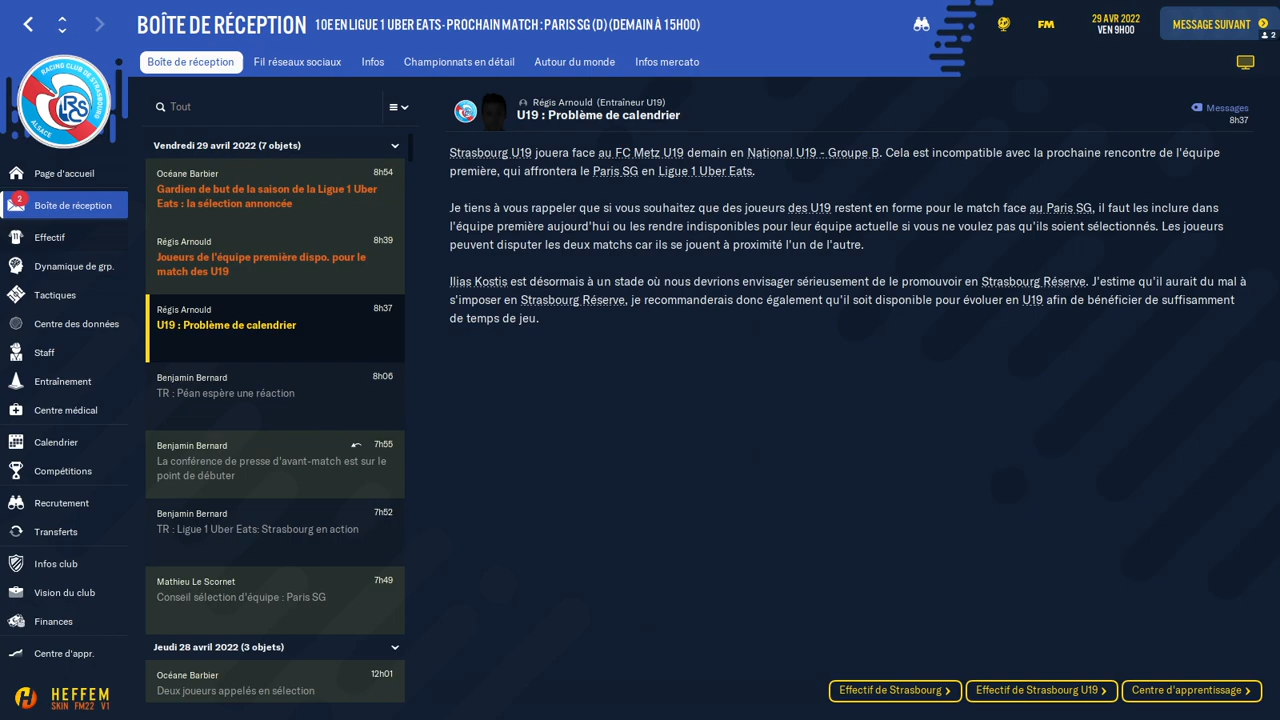 BOÎTE DE RÉCEPTION
10E EN LIGUE 1 UBER EATS - PROCHAIN MATCH : PARIS SG (D) (DEMAIN À 15H00)
FM
29 AVR 2022
VEN 9H00
MESSAGE SUIVANT
2
Boîte de réception
Fil réseaux sociaux
Infos
Championnats en détail
Autour du monde
Infos mercato
RACING CLUB DE STRASBOURG
RCS
ALSACE
Page d'accueil
2
Boîte de réception
Effectif
Dynamique de grp.
Tactiques
Centre des données
Staff
Entraînement
Centre médical
Calendrier
Compétitions
Recrutement
Transferts
Infos club
Vision du club
Finances
Centre d'appr.
HEFFEM
SKIN FM22 V1
Tout
Vendredi 29 avril 2022 (7 objets)
Océane Barbier 8h54
Gardien de but de la saison de la Ligue 1 Uber
Eats : la sélection annoncée
Régis Arnould 8h39
Joueurs de l'équipe première dispo. pour le
match des U19
Régis Arnould 8h37
U19 : Problème de calendrier
Benjamin Bernard 8h06
TR : Péan espère une réaction
Benjamin Bernard 7h55
La conférence de presse d'avant-match est sur le
point de débuter
Benjamin Bernard 7h52
TR : Ligue 1 Uber Eats: Strasbourg en action
Mathieu Le Scornet 7h49
Conseil sélection d'équipe : Paris SG
Jeudi 28 avril 2022 (3 objets)
Océane Barbier 12h01
Deux joueurs appelés en sélection
Régis Arnould (Entraîneur U19)
U19 : Problème de calendrier
Messages
8h37
Strasbourg U19 jouera face au FC Metz U19 demain en National U19 - Groupe B. Cela est incompatible avec la prochaine rencontre de l'équipe
première, qui affrontera le Paris SG en Ligue 1 Uber Eats.
Je tiens à vous rappeler que si vous souhaitez que des joueurs des U19 restent en forme pour le match face au Paris SG, il faut les inclure dans
l'équipe première aujourd'hui ou les rendre indisponibles pour leur équipe actuelle si vous ne voulez pas qu'ils soient sélectionnés. Les joueurs
peuvent disputer les deux matchs car ils se jouent à proximité l'un de l'autre.
Ilias Kostis est désormais à un stade où nous devrions envisager sérieusement de le promouvoir en Strasbourg Réserve. J'estime qu'il aurait du mal à
s'imposer en Strasbourg Réserve, je recommanderais donc également qu'il soit disponible pour évoluer en U19 afin de bénéficier de suffisamment
de temps de jeu.
Effectif de Strasbourg
Effectif de Strasbourg U19
Centre d'apprentissage